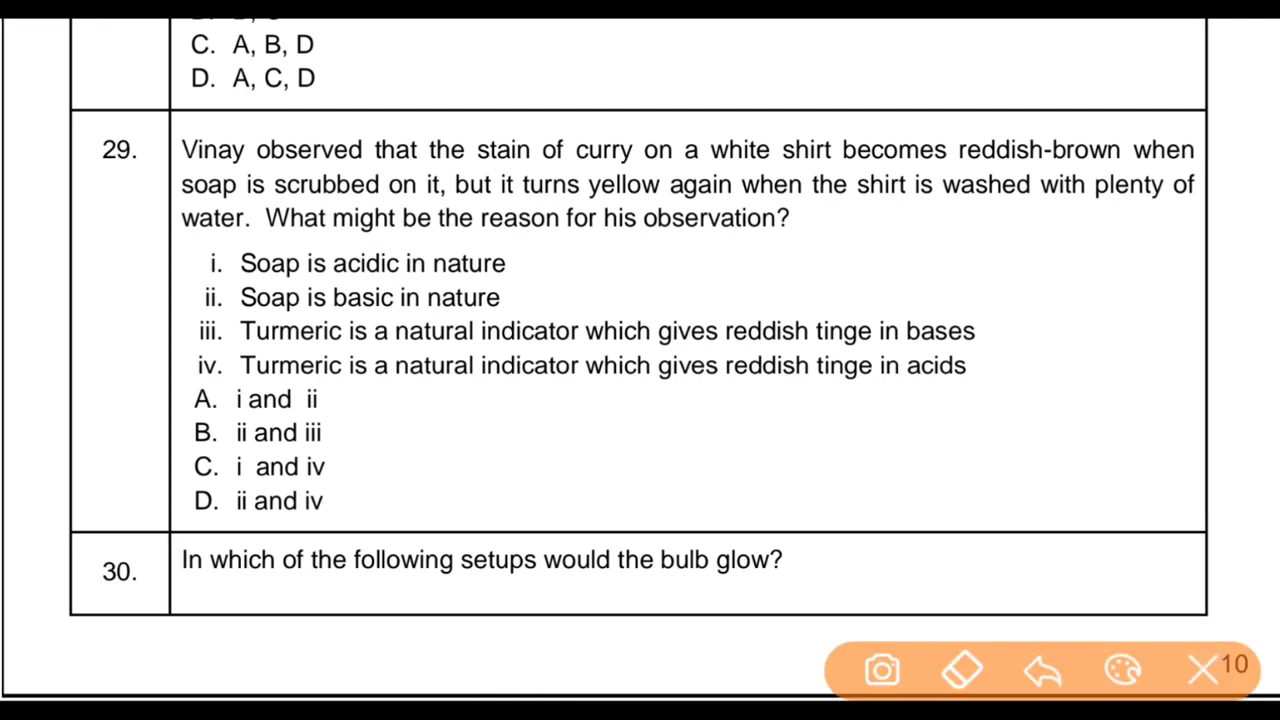 C. A, B, D
D. A, C, D
29.
Vinay observed that the stain of curry on a white shirt becomes reddish-brown when
soap is scrubbed on it, but it turns yellow again when the shirt is washed with plenty of
water. What might be the reason for his observation?
i. Soap is acidic in nature
ii. Soap is basic in nature
iii. Turmeric is a natural indicator which gives reddish tinge in bases
iv. Turmeric is a natural indicator which gives reddish tinge in acids
A. i and ii
B. ii and iii
C. i and iv
D. ii and iv
30.
In which of the following setups would the bulb glow?
10